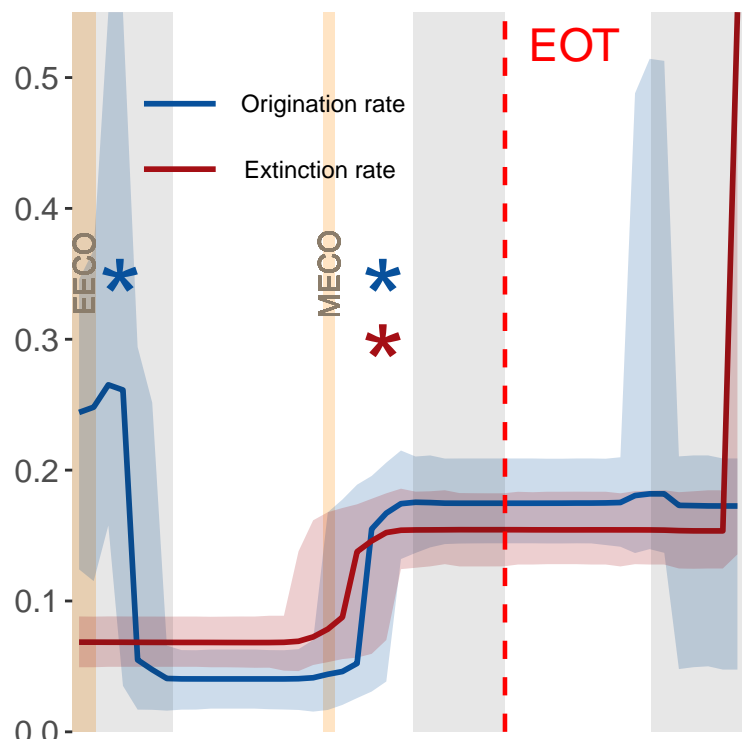 EOT
0.5
Origination rate
Extinction rate
0.4
EECO
*
MECO
*
0.3
*
0.2
0.1
0.0